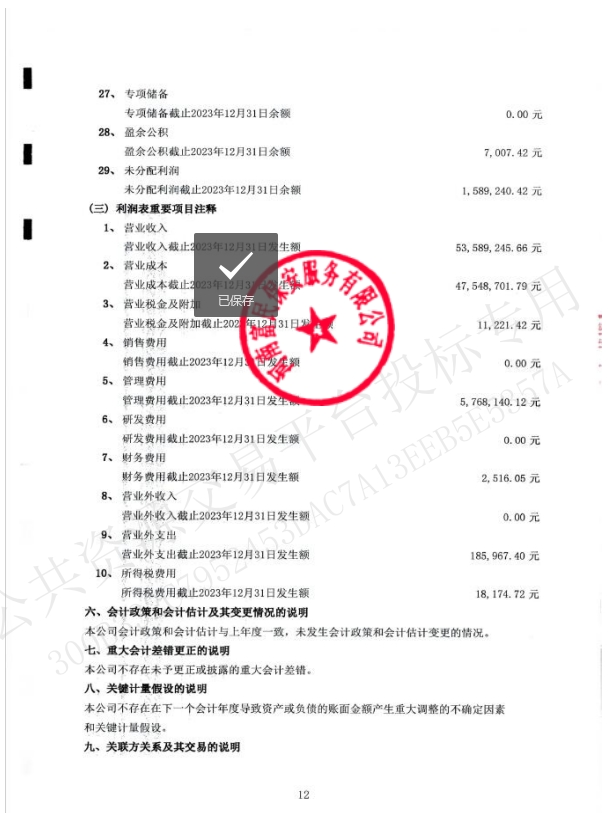 27、 专项储备
专项储备截止2023年12月31日余额 0.00 元
28、 盈余公积
盈余公积截止2023年12月31日余额 7,007.42 元
29、 未分配利润
未分配利润截止2023年12月31日余额 1,589,240.42 元
(三) 利润表重要项目注释
1、 营业收入
营业收入截止2023年12月31日发生额 53,589,245.66 元
2、 营业成本
营业成本截止2023年12月31日发生额 47,548,701.79 元
3、 营业税金及附加
营业税金及附加截止2023年12月31日发生额 11,221.42 元
4、 销售费用
销售费用截止2023年12月31日发生额 0.00 元
5、 管理费用
管理费用截止2023年12月31日发生额 5,768,140.12 元
6、 研发费用
研发费用截止2023年12月31日发生额 0.00 元
7、 财务费用
财务费用截止2023年12月31日发生额 2,516.05 元
8、 营业外收入
营业外收入截止2023年12月31日发生额 0.00 元
9、 营业外支出
营业外支出截止2023年12月31日发生额 185,967.40 元
10、 所得税费用
所得税费用截止2023年12月31日发生额 18,174.72 元
六、会计政策和会计估计及其变更情况的说明
本公司会计政策和会计估计与上年度一致，未发生会计政策和会计估计变更的情况。
七、重大会计差错更正的说明
本公司不存在未予更正或披露的重大会计差错。
八、关键计量假设的说明
本公司不存在在下一个会计年度导致资产或负债的账面金额产生重大调整的不确定因素
和关键计量假设。
九、关联方关系及其交易的说明
12
已保存
河南富民保安服务有限公司
公共资源交易平台投标专用